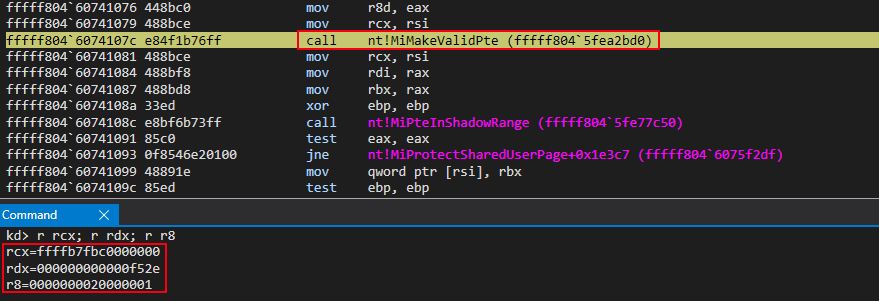 fffff804`60741076 448bc0 mov r8d, eax
fffff804`60741079 488bce mov rcx, rsi
fffff804`6074107c e84f1b76ff call nt!MiMakeValidPte (fffff804`5fea2bd0)
fffff804`60741081 488bce mov rcx, rsi
fffff804`60741084 488bf8 mov rdi, rax
fffff804`60741087 488bd8 mov rbx, rax
fffff804`6074108a 33ed xor ebp, ebp
fffff804`6074108c e8bf6b73ff call nt!MiPteInShadowRange (fffff804`5fe77c50)
fffff804`60741091 85c0 test eax, eax
fffff804`60741093 0f8546e20100 jne nt!MiProtectSharedUserPage+0x1e3c7 (fffff804`6075f2df)
fffff804`60741099 48891e mov qword ptr [rsi], rbx
fffff804`6074109c 85ed test ebp, ebp
Command X
kd> r rcx; r rdx; r r8
rcx=ffffb7fbc0000000
rdx=000000000000f52e
r8=0000000020000001